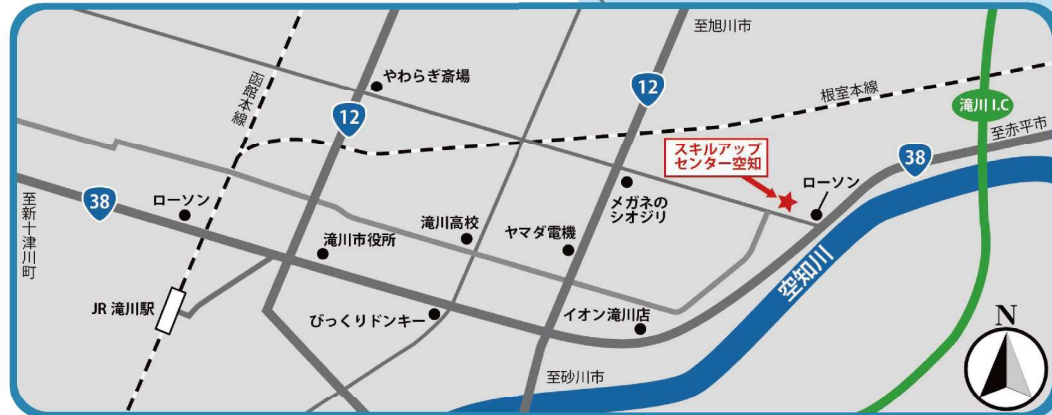 至旭川市
やわらぎ斎場
函館本線
12
12
根室本線
滝川 I.C
至赤平市
スキルアップ
センター空知
38
ローソン
メガネの
シオジリ
38
ローソン
至新十津川町
滝川高校
滝川市役所
ヤマダ電機
空知川
JR 滝川駅
びっくりドンキー
イオン滝川店
至砂川市
N